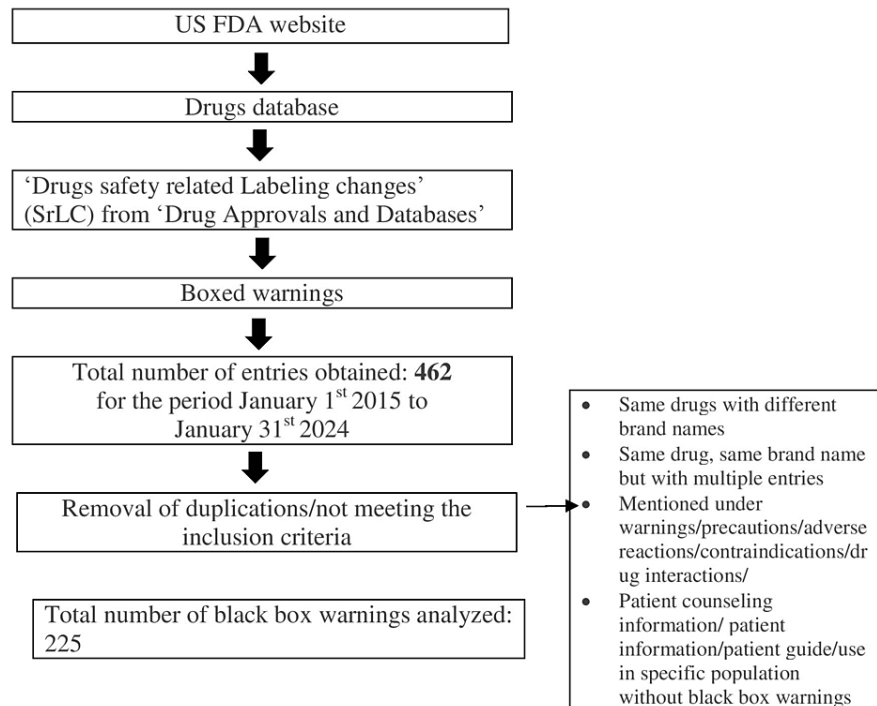 US FDA website
Drugs database
‘Drugs safety related Labeling changes’
(SrLC) from ‘Drug Approvals and Databases’
Boxed warnings
Total number of entries obtained: 462
for the period January 1st 2015 to
January 31st 2024
Removal of duplications/not meeting the
inclusion criteria
Total number of black box warnings analyzed:
225
• Same drugs with different
brand names
• Same drug, same brand name
but with multiple entries
• Mentioned under
warnings/precautions/adverse
reactions/contraindications/dr
ug interactions/
• Patient counseling
information/ patient
information/patient guide/use
in specific population
without black box warnings